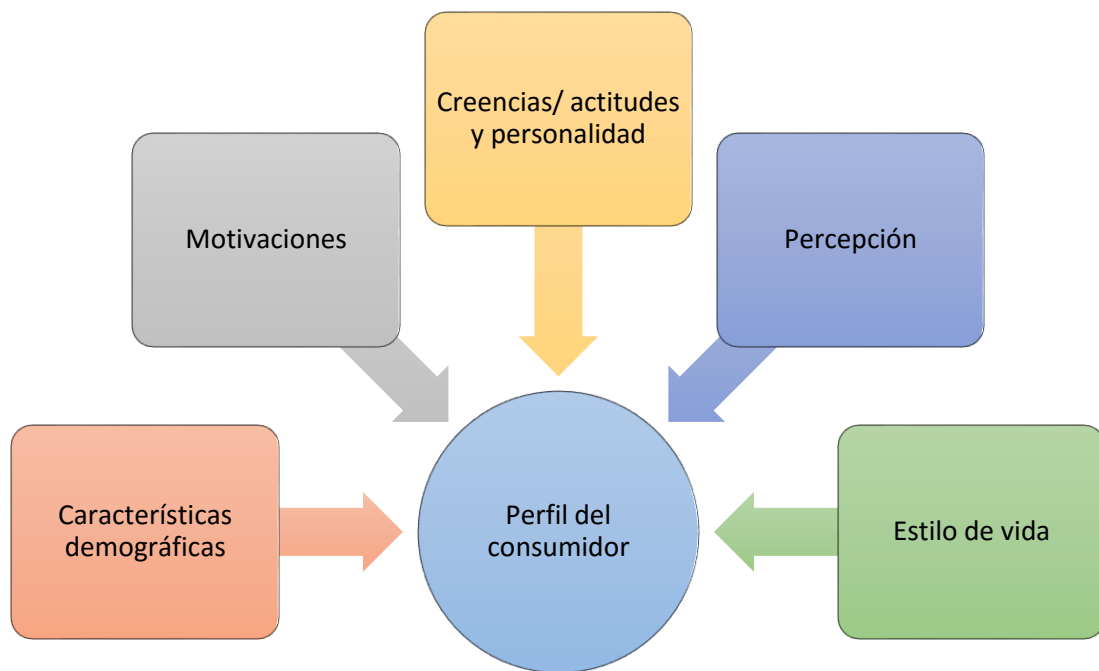 Creencias/ actitudes
y personalidad
Motivaciones
Percepción
Características
demográficas
Perfil del
consumidor
Estilo de vida